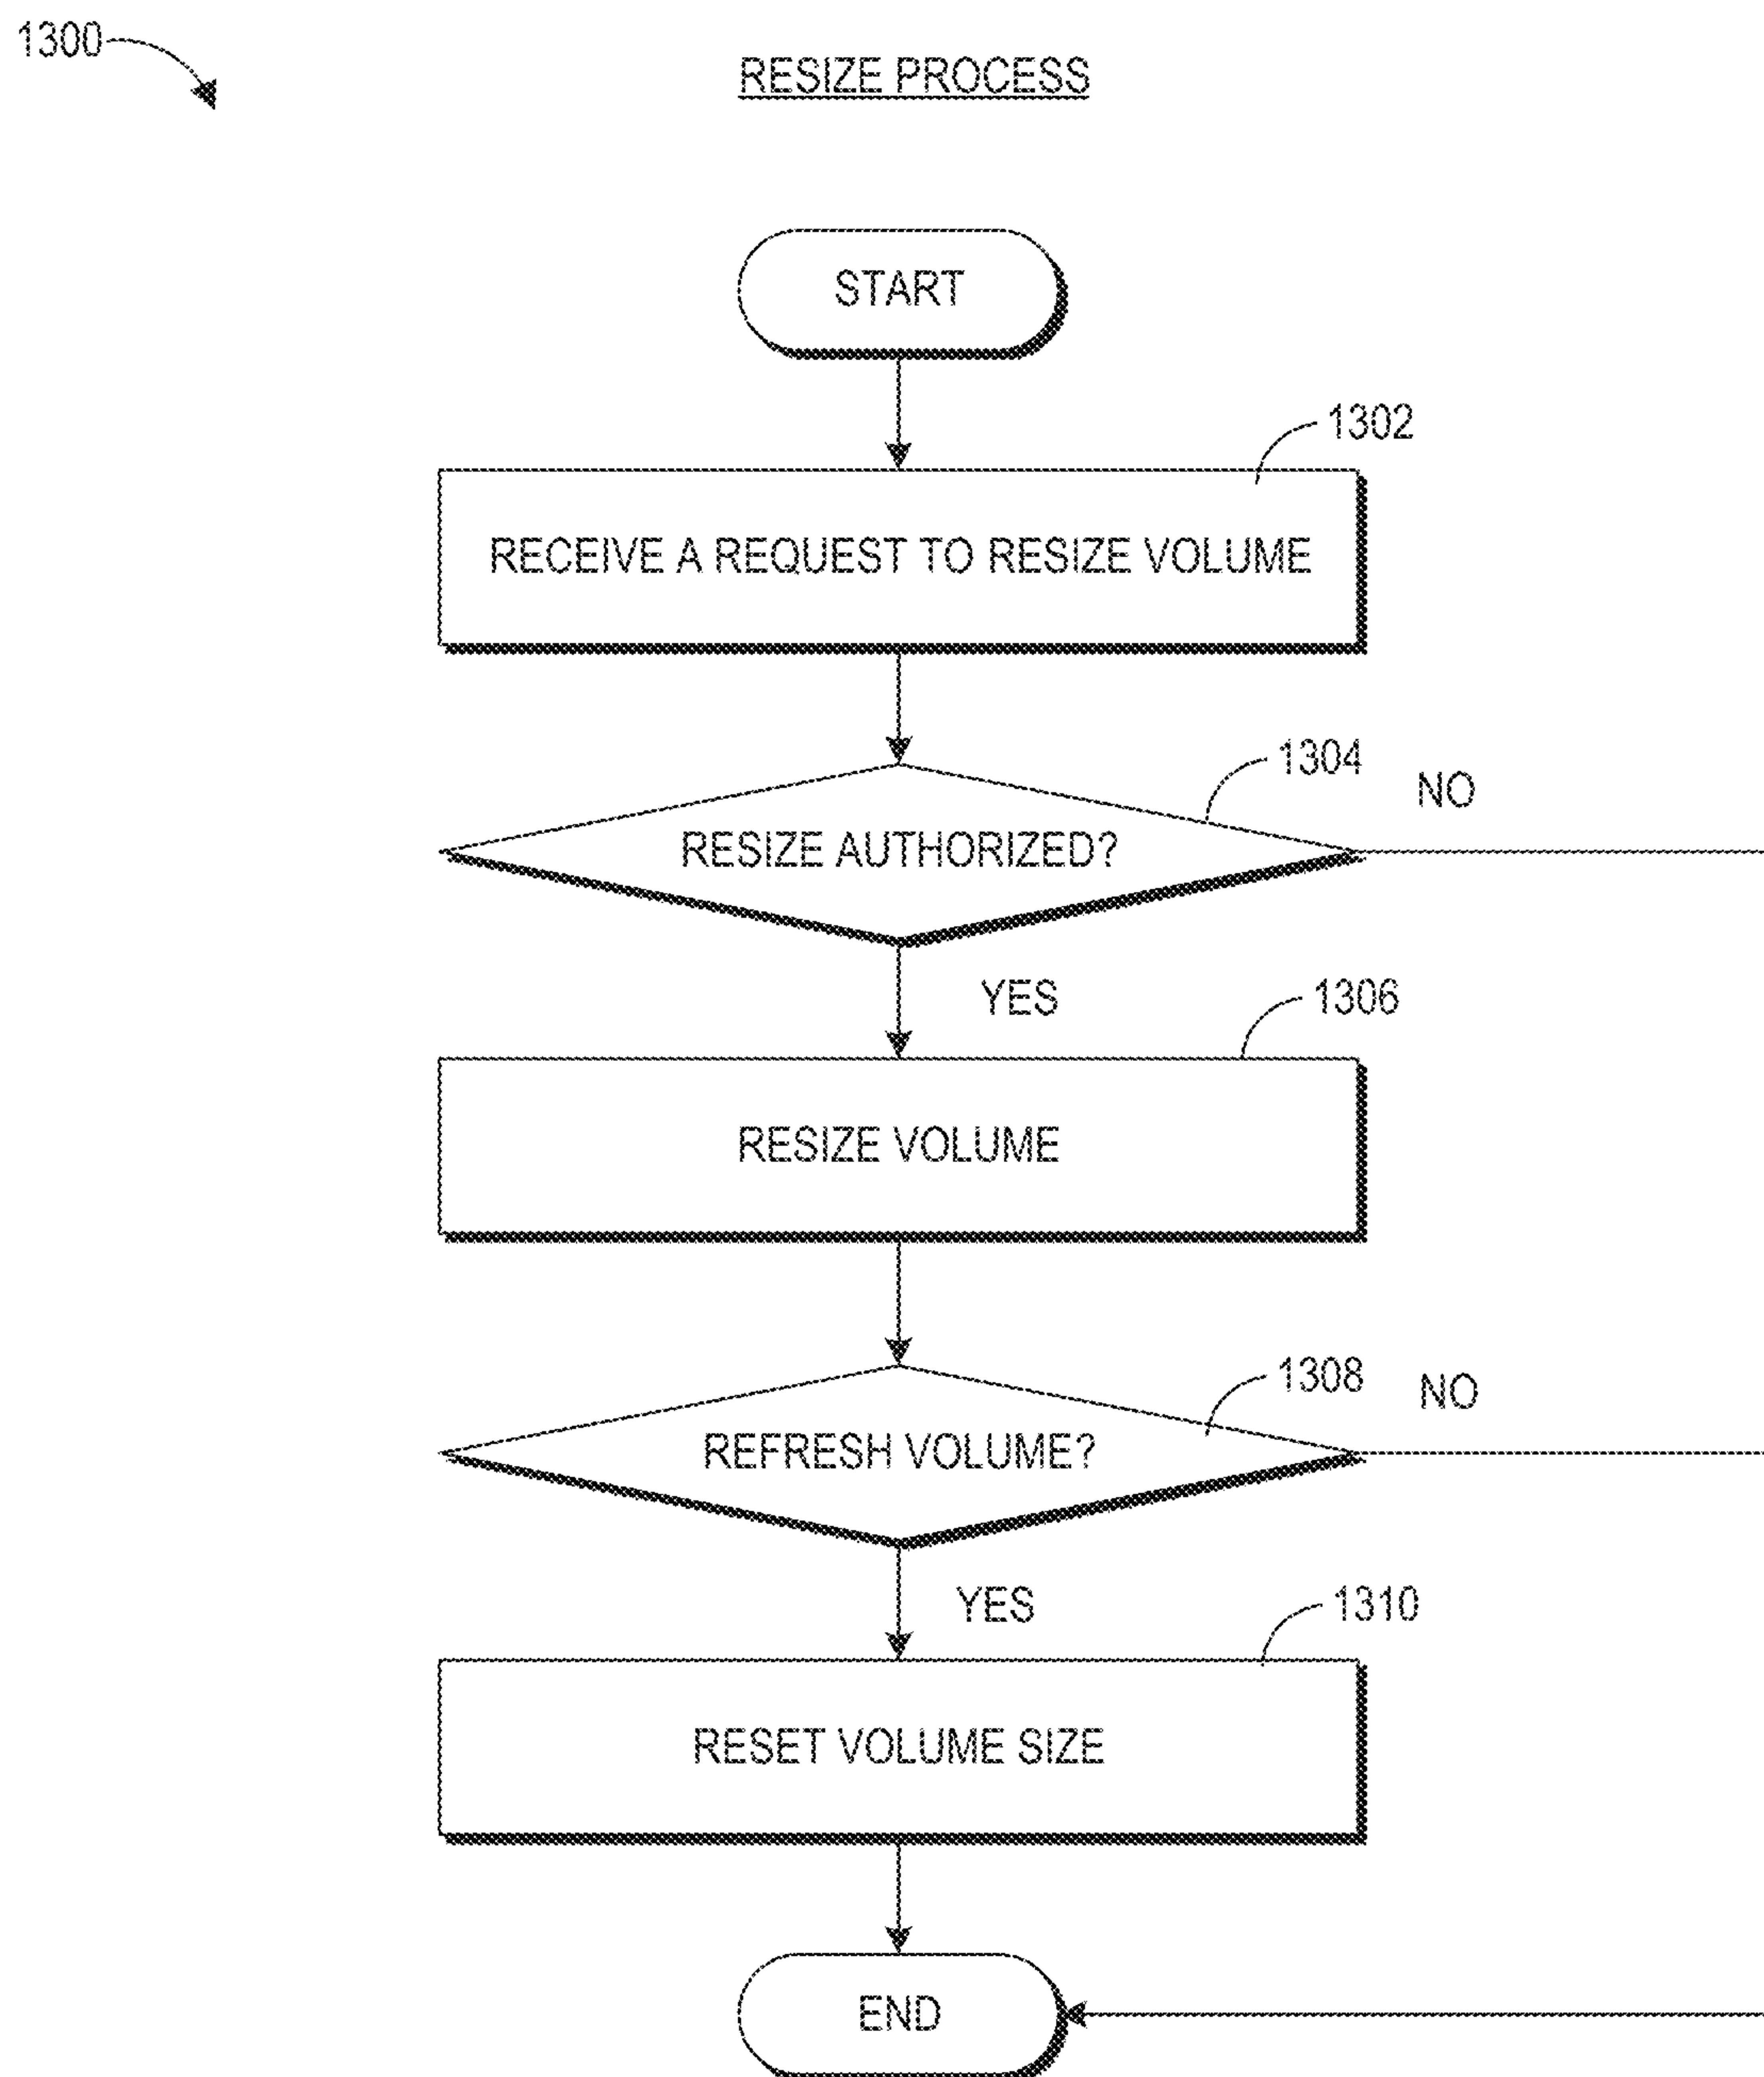 1300
RESIZE PROCESS
START
1302
RECEIVE A REQUEST TO RESIZE VOLUME
1304
NO
RESIZE AUTHORIZED?
YES
1306
RESIZE VOLUME
1308
NO
REFRESH VOLUME?
YES
1310
RESET VOLUME SIZE
END